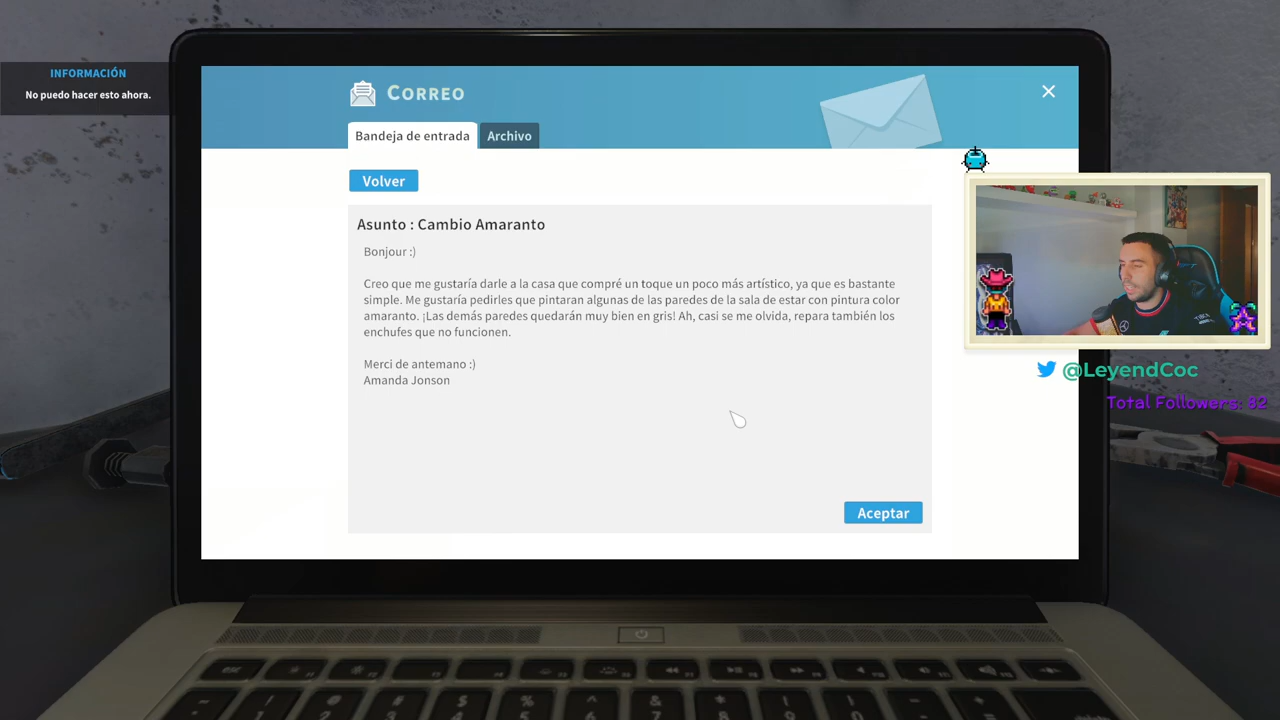 INFORMACIÓN
No puedo hacer esto ahora.
CORREO
Bandeja de entrada
Archivo
Volver
Asunto : Cambio Amaranto
Bonjour :)
Creo que me gustaría darle a la casa que compré un toque un poco más artístico, ya que es bastante
simple. Me gustaría pedirles que pintaran algunas de las paredes de la sala de estar con pintura color
amaranto. ¡Las demás paredes quedarán muy bien en gris! Ah, casi se me olvida, repara también los
enchufes que no funcionen.
Merci de antemano :)
Amanda Jonson
Aceptar
@LeyendCoc
Total Followers: 82